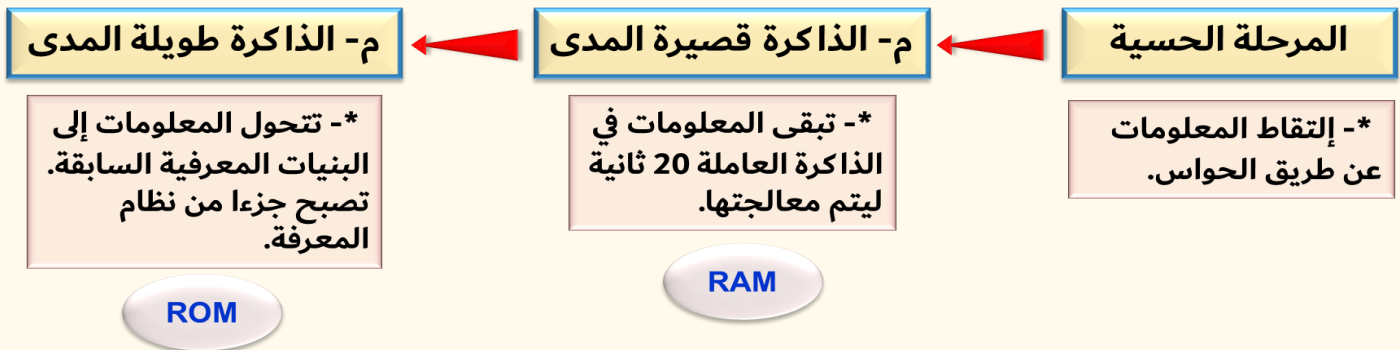 المرحلة الحسية
م- الذاكرة قصيرة المدى
م- الذاكرة طويلة المدى
*- إلتقاط المعلومات
عن طريق الحواس.
*- تبقى المعلومات في
الذاكرة العاملة 20 ثانية
ليتم معالجتها.
*- تتحول المعلومات إلى
البنيات المعرفية السابقة.
تصبح جزءا من نظام
المعرفة.
RAM
ROM